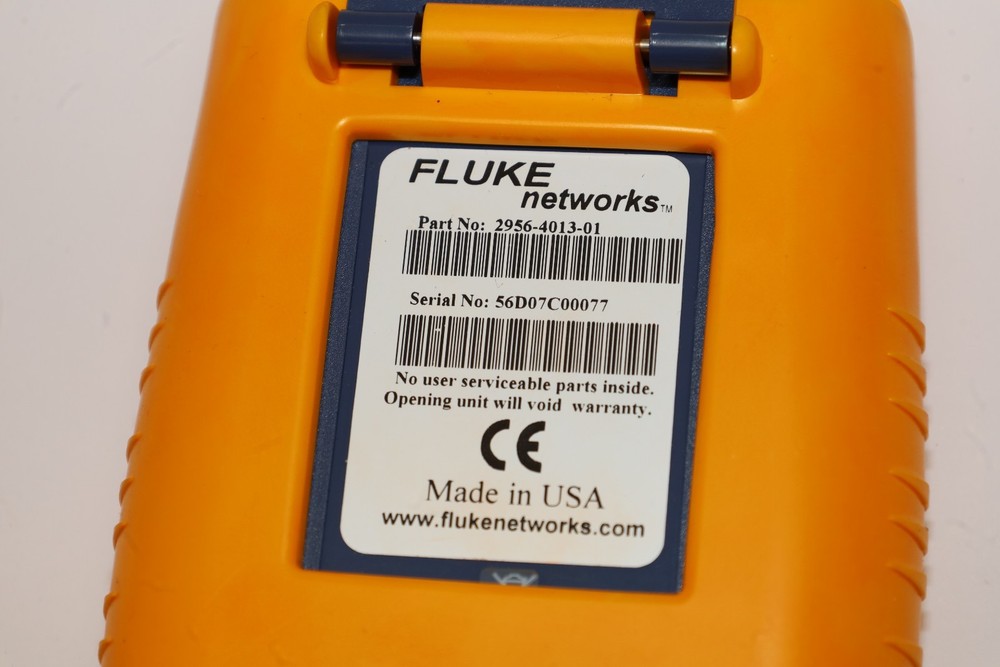 FLUKE
networks™
Part No: 2956-4013-01
Serial No: 56D07C00077
No user serviceable parts inside.
Opening unit will void warranty.
CE
Made in USA
www.flukenetworks.com